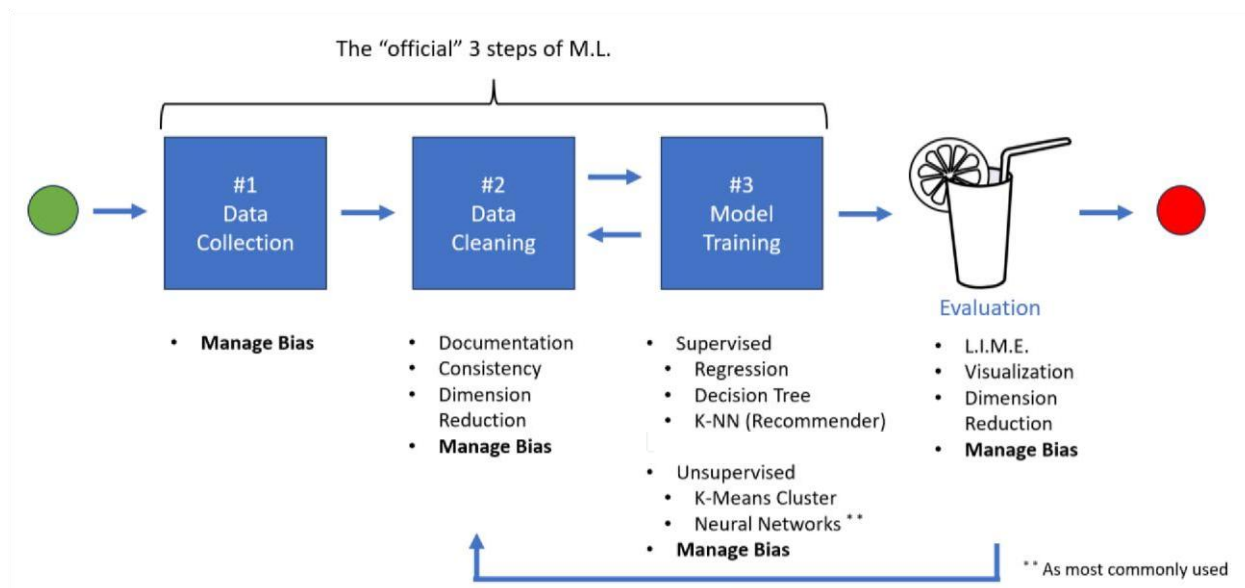 The “official” 3 steps of M.L.
#1
Data
Collection
#2
Data
Cleaning
#3
Model
Training
Evaluation
• Manage Bias
• Documentation
• Consistency
• Dimension
Reduction
• Manage Bias
• Supervised
• Regression
• Decision Tree
• K-NN (Recommender)
• Unsupervised
• K-Means Cluster
• Neural Networks **
• Manage Bias
• L.I.M.E.
• Visualization
• Dimension
Reduction
• Manage Bias
** As most commonly used